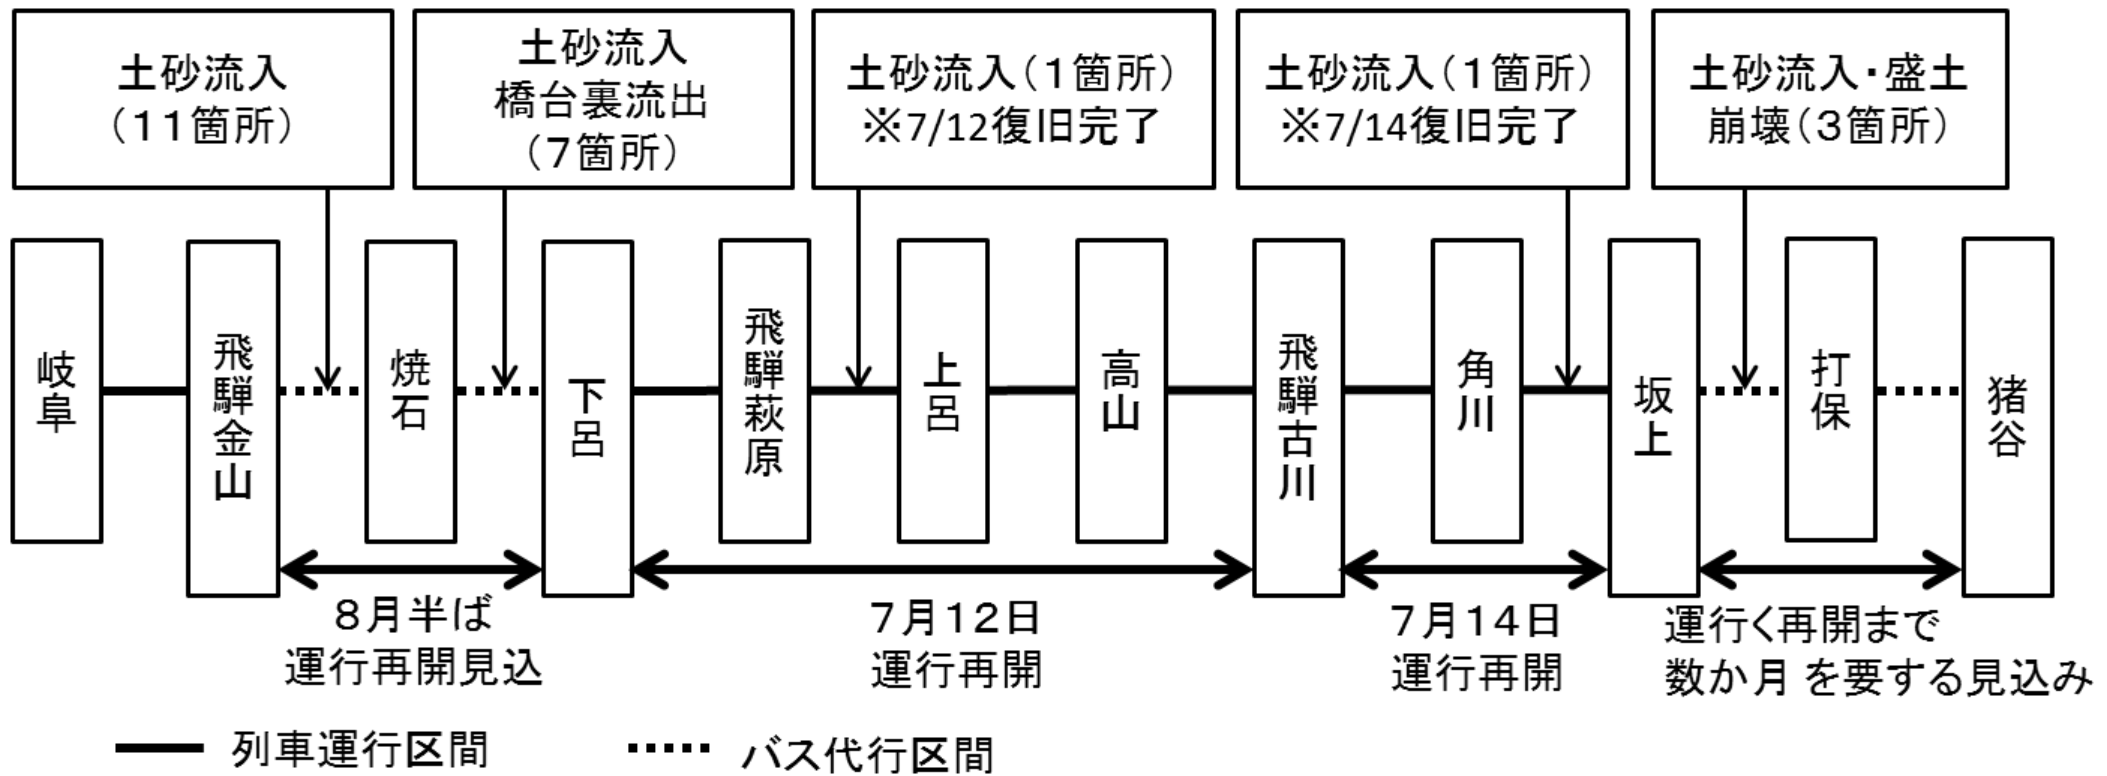 土砂流入
（１１箇所）
土砂流入
橋台裏流出
（７箇所）
土砂流入（１箇所）
※7/12復旧完了
土砂流入（１箇所）
※7/14復旧完了
土砂流入・盛土
崩壊（３箇所）
岐阜
飛騨金山
焼石
下呂
飛騨萩原
上呂
高山
飛騨古川
角川
坂上
打保
猪谷
８月半ば
運行再開見込
７月１２日
運行再開
７月１４日
運行再開
運行く再開まで
数か月 を要する見込み
列車運行区間
バス代行区間